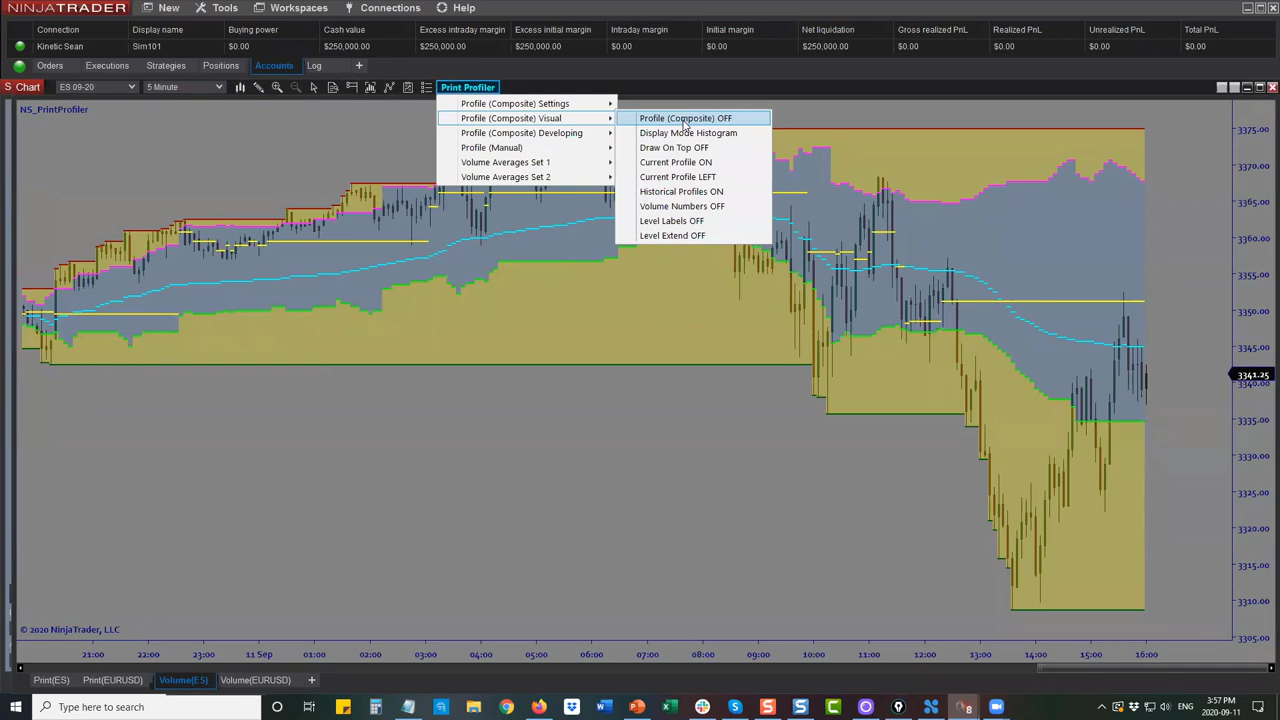 NINJATRADER New Tools Workspaces Connections Help
Connection Display name Buying power Cash value Excess intraday margin Excess initial margin Intraday margin Initial margin Net liquidation Gross realized PnL Realized PnL Unrealized PnL Total PnL
Kinetic Sean Sim101 $0.00 $250,000.00 $250,000.00 $250,000.00 $0.00 $0.00 $250,000.00 $0.00 $0.00 $0.00 $0.00
Orders Executions Strategies Positions Accounts Log +
S Chart ES 09-20 5 Minute Print Profiler
NS_PrintProfiler
Profile (Composite) Settings
Profile (Composite) Visual
Profile (Composite) Developing
Profile (Manual)
Volume Averages Set 1
Volume Averages Set 2
Profile (Composite) OFF
Display Mode Histogram
Draw On Top OFF
Current Profile ON
Current Profile LEFT
Historical Profiles ON
Volume Numbers OFF
Level Labels OFF
Level Extend OFF
3375.00
3370.00
3365.00
3360.00
3355.00
3350.00
3345.00
3341.25
3340.00
3335.00
3330.00
3325.00
3320.00
3315.00
3310.00
3305.00
© 2020 NinjaTrader, LLC
21:00 22:00 23:00 11 Sep 01:00 02:00 03:00 04:00 05:00 06:00 07:00 08:00 09:00 10:00 11:00 12:00 13:00 14:00 15:00 16:00
Print(ES) Print(EURUSD) Volume(ES) Volume(EURUSD) +
Type here to search
3:57 PM
2020-09-11